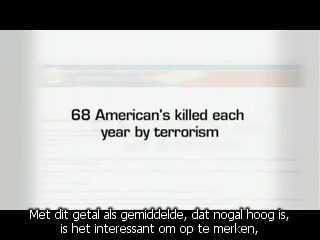 68 American's killed each
year by terrorism
Met dit getal als gemiddelde, dat nogal hoog is,
is het interessant om op te merken,